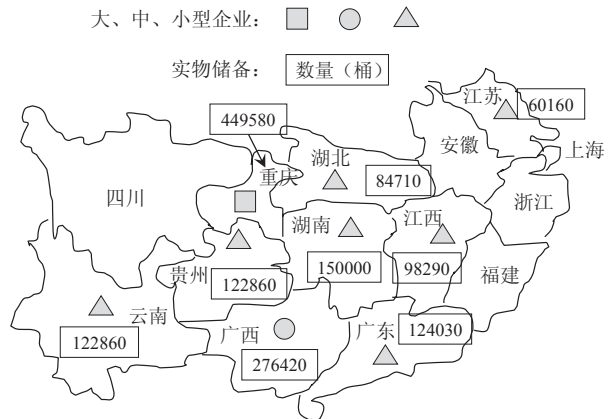 大、中、小型企业：
实物储备： 数量（桶）
江苏 60160
449580
安徽 上海
湖北
重庆 84710
四川 浙江
湖南 江西
贵州 122860 150000 98290 福建
云南 广西 广东 124030
122860 276420